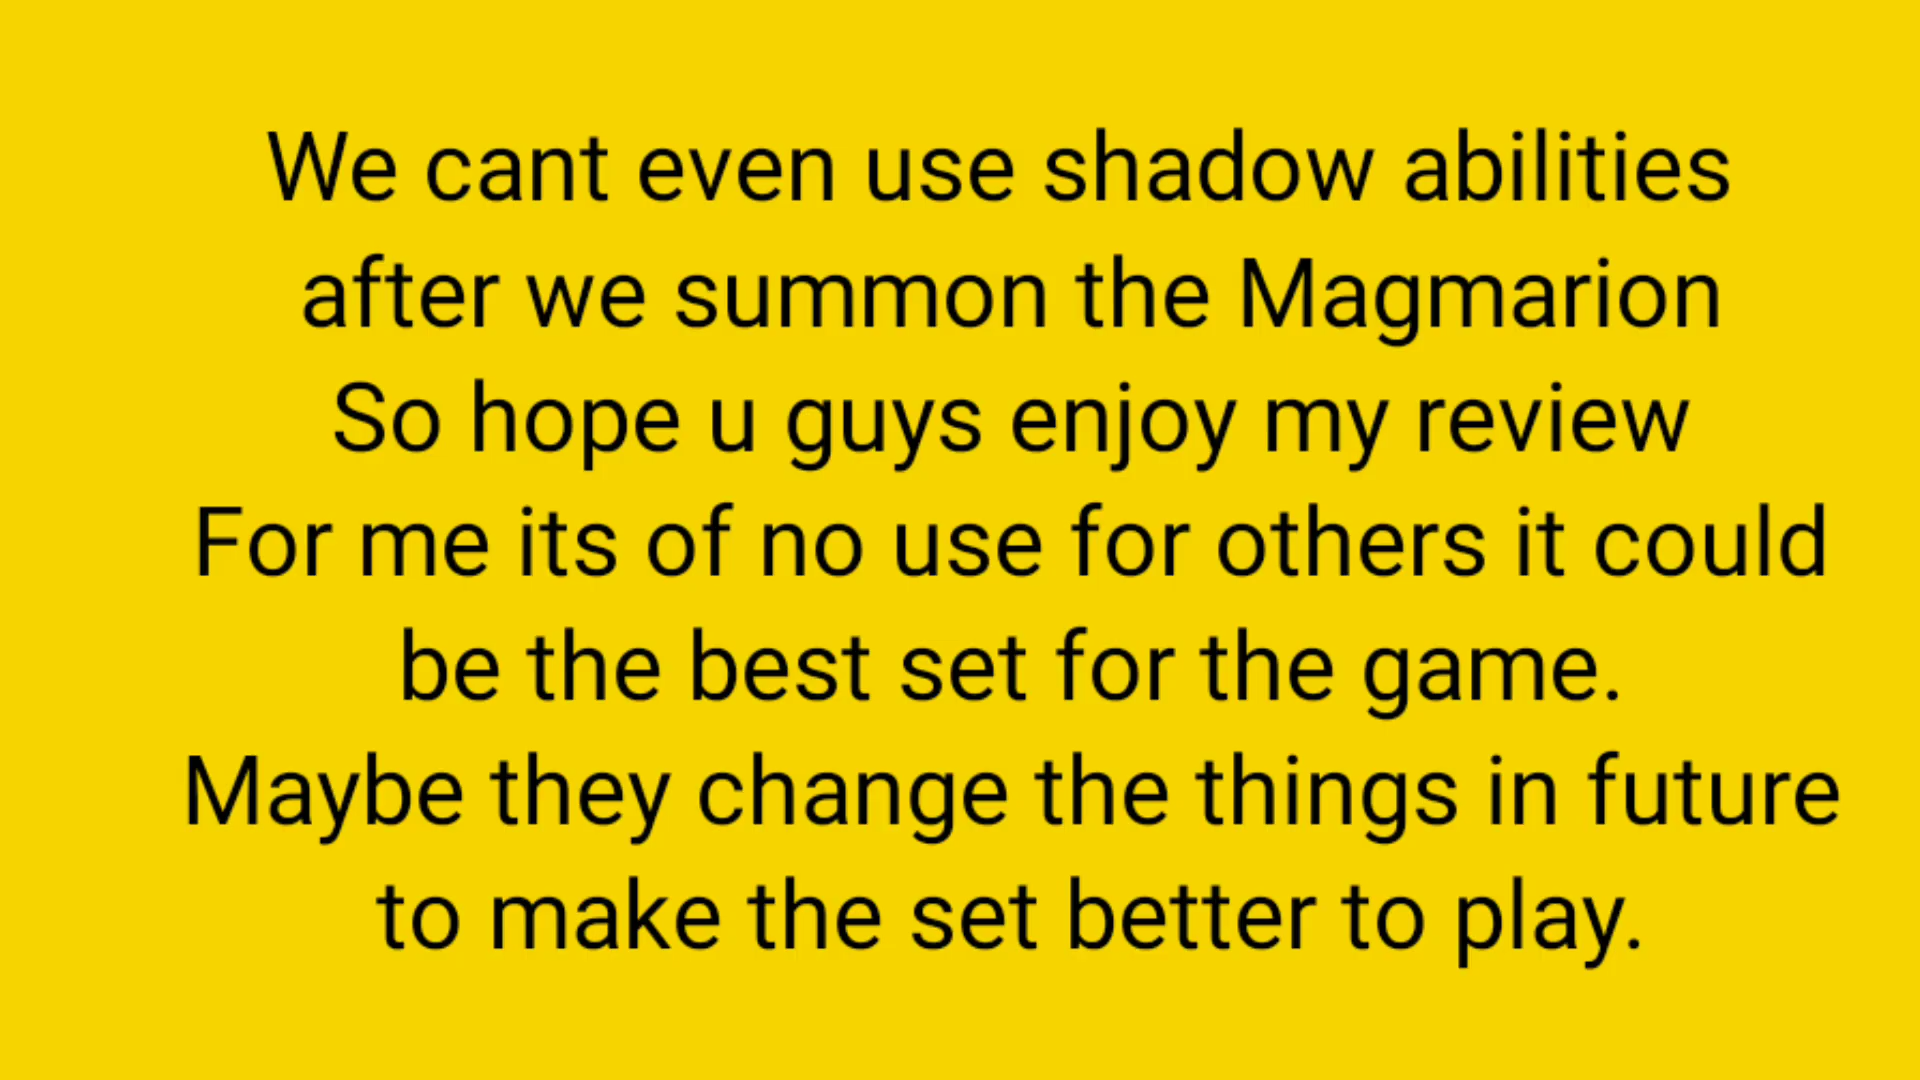 We cant even use shadow abilities
after we summon the Magmarion
So hope u guys enjoy my review
For me its of no use for others it could
be the best set for the game.
Maybe they change the things in future
to make the set better to play.